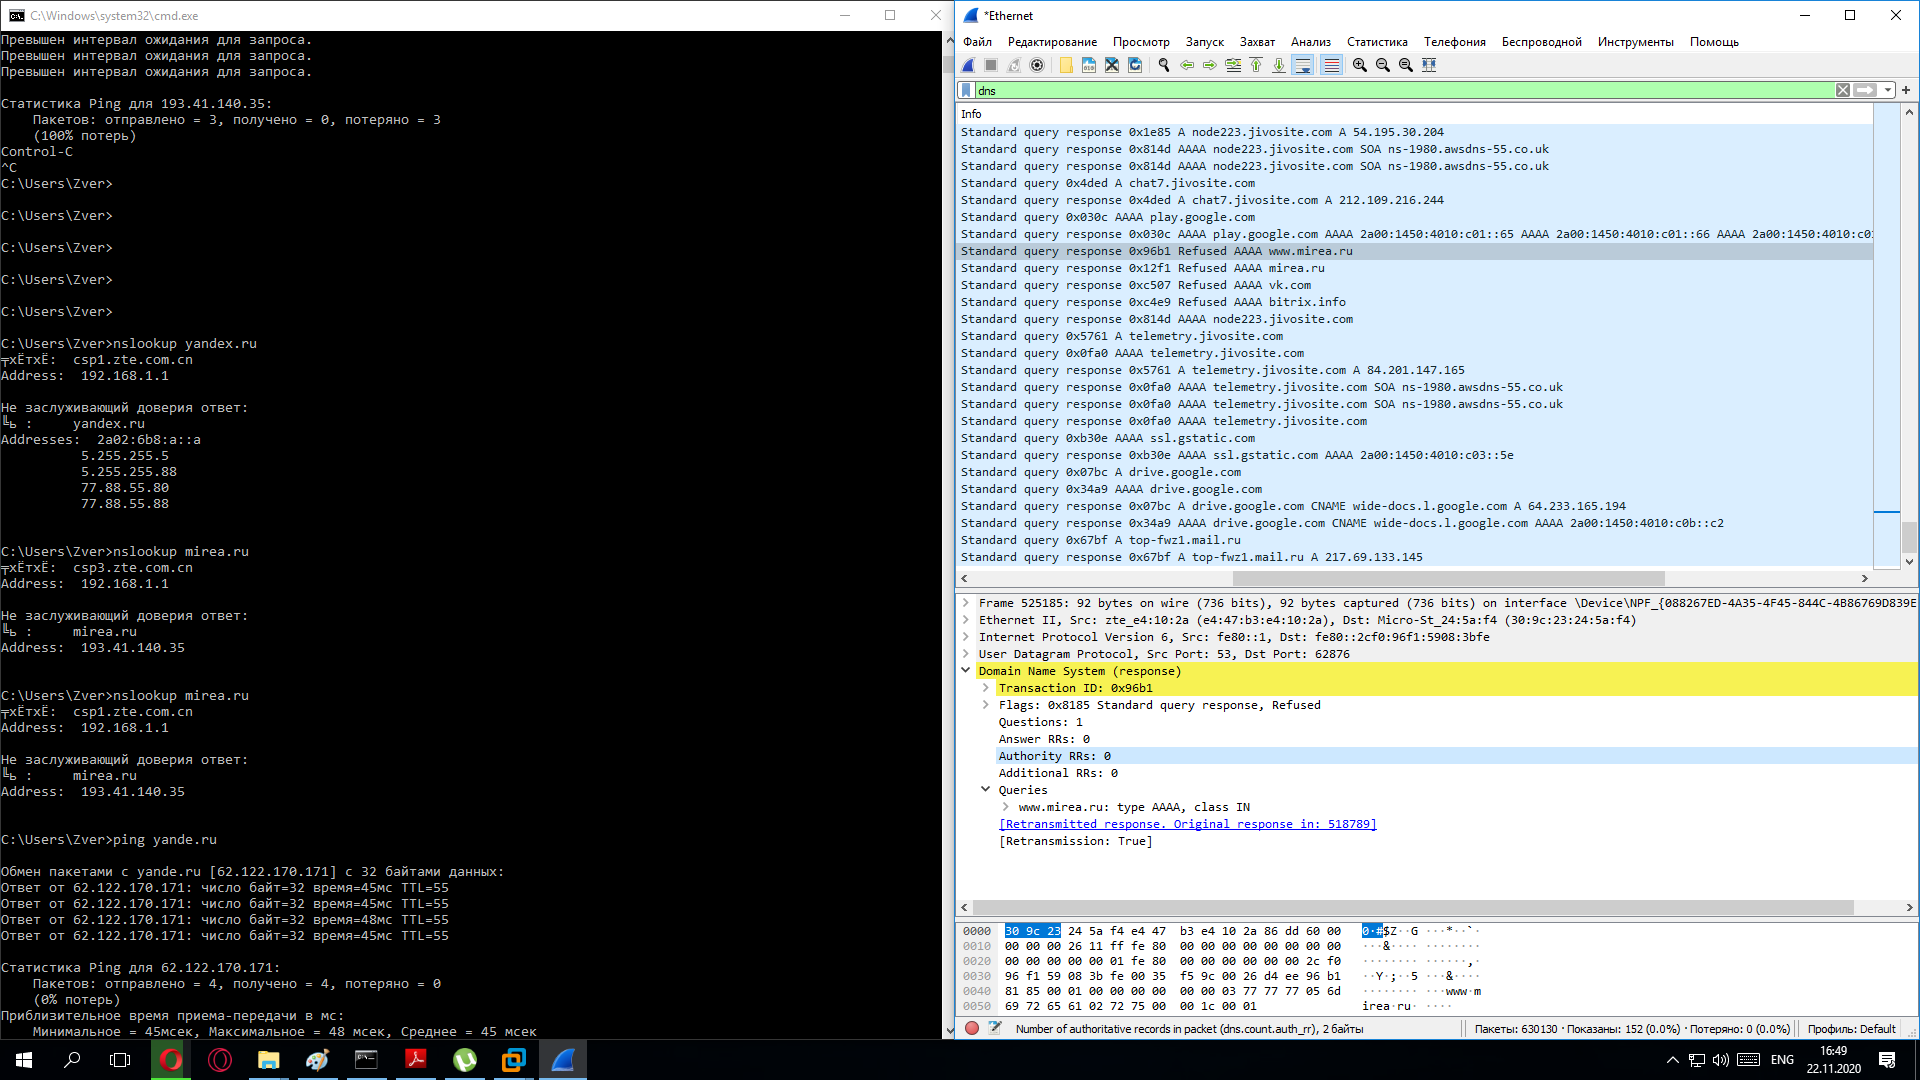 C:\Windows\system32\cmd.exe
Превышен интервал ожидания для запроса.
Превышен интервал ожидания для запроса.
Превышен интервал ожидания для запроса.
Статистика Ping для 193.41.140.35:
Пакетов: отправлено = 3, получено = 0, потеряно = 3
(100% потерь)
Control-C
^C
C:\Users\Zver>
C:\Users\Zver>
C:\Users\Zver>
C:\Users\Zver>
C:\Users\Zver>
C:\Users\Zver>nslookup yandex.ru
╤хЁтхЁ:  csp1.zte.com.cn
Address:  192.168.1.1
Не заслуживающий доверия ответ:
╚ь :     yandex.ru
Addresses:  2a02:6b8:a::a
5.255.255.5
5.255.255.88
77.88.55.80
77.88.55.88
C:\Users\Zver>nslookup mirea.ru
╤хЁтхЁ:  csp3.zte.com.cn
Address:  192.168.1.1
Не заслуживающий доверия ответ:
╚ь :     mirea.ru
Address:  193.41.140.35
C:\Users\Zver>nslookup mirea.ru
╤хЁтхЁ:  csp1.zte.com.cn
Address:  192.168.1.1
Не заслуживающий доверия ответ:
╚ь :     mirea.ru
Address:  193.41.140.35
C:\Users\Zver>ping yande.ru
Обмен пакетами с yande.ru [62.122.170.171] с 32 байтами данных:
Ответ от 62.122.170.171: число байт=32 время=45мс TTL=55
Ответ от 62.122.170.171: число байт=32 время=45мс TTL=55
Ответ от 62.122.170.171: число байт=32 время=48мс TTL=55
Ответ от 62.122.170.171: число байт=32 время=45мс TTL=55
Статистика Ping для 62.122.170.171:
Пакетов: отправлено = 4, получено = 4, потеряно = 0
(0% потерь)
Приблизительное время приема-передачи в мс:
Минимальное = 45мсек, Максимальное = 48 мсек, Среднее = 45 мсек
*Ethernet
Файл Редактирование Просмотр Запуск Захват Анализ Статистика Телефония Беспроводной Инструменты Помощь
dns
Info
Standard query response 0x1e85 A node223.jivosite.com A 54.195.30.204
Standard query response 0x814d AAAA node223.jivosite.com SOA ns-1980.awsdns-55.co.uk
Standard query response 0x814d AAAA node223.jivosite.com SOA ns-1980.awsdns-55.co.uk
Standard query 0x4ded A chat7.jivosite.com
Standard query response 0x4ded A chat7.jivosite.com A 212.109.216.244
Standard query 0x030c AAAA play.google.com
Standard query response 0x030c AAAA play.google.com AAAA 2a00:1450:4010:c01::65 AAAA 2a00:1450:4010:c01::66 AAAA 2a00:1450:4010:c0
Standard query response 0x96b1 Refused AAAA www.mirea.ru
Standard query response 0x12f1 Refused AAAA mirea.ru
Standard query response 0xc507 Refused AAAA vk.com
Standard query response 0xc4e9 Refused AAAA bitrix.info
Standard query response 0x814d AAAA node223.jivosite.com
Standard query 0x5761 A telemetry.jivosite.com
Standard query 0x0fa0 AAAA telemetry.jivosite.com
Standard query response 0x5761 A telemetry.jivosite.com A 84.201.147.165
Standard query response 0x0fa0 AAAA telemetry.jivosite.com SOA ns-1980.awsdns-55.co.uk
Standard query response 0x0fa0 AAAA telemetry.jivosite.com SOA ns-1980.awsdns-55.co.uk
Standard query response 0x0fa0 AAAA telemetry.jivosite.com
Standard query 0xb30e AAAA ssl.gstatic.com
Standard query response 0xb30e AAAA ssl.gstatic.com AAAA 2a00:1450:4010:c03::5e
Standard query 0x07bc A drive.google.com
Standard query 0x34a9 AAAA drive.google.com
Standard query response 0x07bc A drive.google.com CNAME wide-docs.l.google.com A 64.233.165.194
Standard query response 0x34a9 AAAA drive.google.com CNAME wide-docs.l.google.com AAAA 2a00:1450:4010:c0b::c2
Standard query 0x67bf A top-fwz1.mail.ru
Standard query response 0x67bf A top-fwz1.mail.ru A 217.69.133.145
Frame 525185: 92 bytes on wire (736 bits), 92 bytes captured (736 bits) on interface \Device\NPF_{088267ED-4A35-4F45-844C-4B86769D839E
Ethernet II, Src: zte_e4:10:2a (e4:47:b3:e4:10:2a), Dst: Micro-St_24:5a:f4 (30:9c:23:24:5a:f4)
Internet Protocol Version 6, Src: fe80::1, Dst: fe80::2cf0:96f1:5908:3bfe
User Datagram Protocol, Src Port: 53, Dst Port: 62876
Domain Name System (response)
Transaction ID: 0x96b1
Flags: 0x8185 Standard query response, Refused
Questions: 1
Answer RRs: 0
Authority RRs: 0
Additional RRs: 0
Queries
www.mirea.ru: type AAAA, class IN
[Retransmitted response. Original response in: 518789]
[Retransmission: True]
0000 30 9c 23 24 5a f4 e4 47 b3 e4 10 2a 86 dd 60 00 0·#$Z··G ···*··`·
0010 00 00 00 26 11 ff fe 80 00 00 00 00 00 00 00 00 ···&···· ········
0020 00 00 00 00 00 01 fe 80 00 00 00 00 00 00 2c f0 ········ ······,·
0030 96 f1 59 08 3b fe 00 35 f5 9c 00 26 d4 ee 96 b1 ··Y·;··5 ···&····
0040 81 85 00 01 00 00 00 00 00 00 03 77 77 77 05 6d ········ ···www·m
0050 69 72 65 61 02 72 75 00 00 1c 00 01 irea·ru· ····
Number of authoritative records in packet (dns.count.auth_rr), 2 байты
Пакеты: 630130 · Показаны: 152 (0.0%) · Потеряно: 0 (0.0%)
Профиль: Default
ENG
16:49
22.11.2020